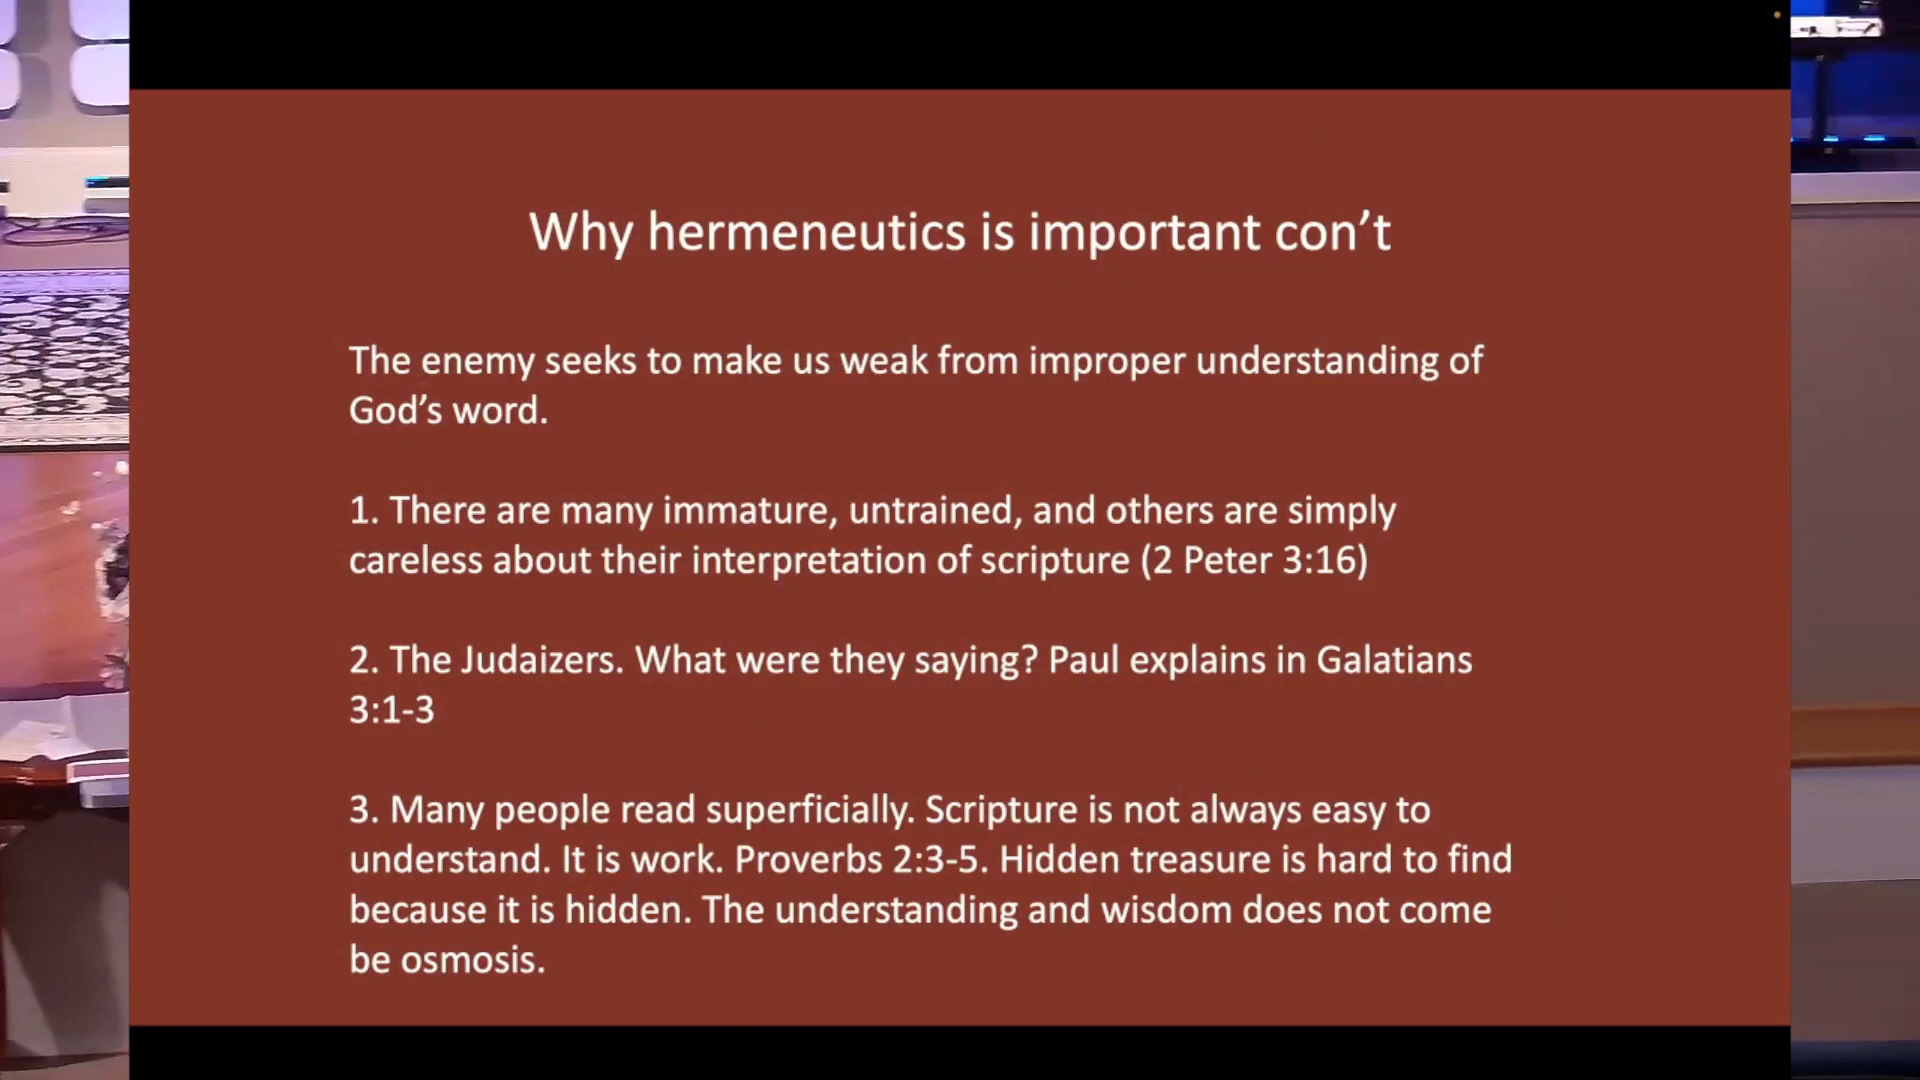 Why hermeneutics is important con’t
The enemy seeks to make us weak from improper understanding of
God’s word.
1. There are many immature, untrained, and others are simply
careless about their interpretation of scripture (2 Peter 3:16)
2. The Judaizers. What were they saying? Paul explains in Galatians
3:1-3
3. Many people read superficially. Scripture is not always easy to
understand. It is work. Proverbs 2:3-5. Hidden treasure is hard to find
because it is hidden. The understanding and wisdom does not come
be osmosis.